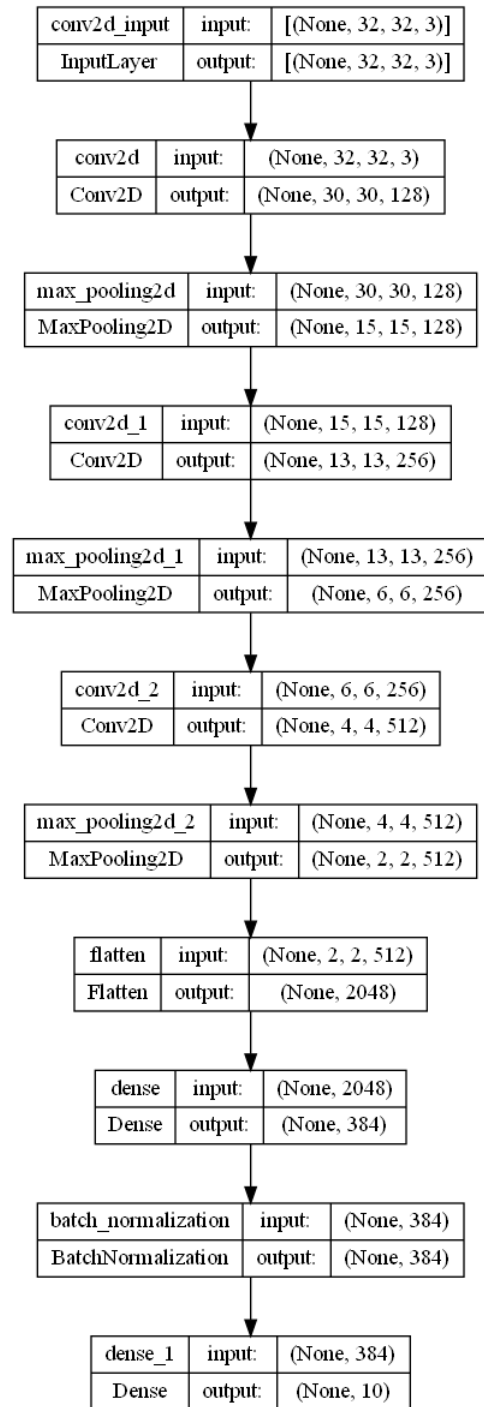 conv2d_input input: [(None, 32, 32, 3)]
InputLayer output: [(None, 32, 32, 3)]
conv2d input: (None, 32, 32, 3)
Conv2D output: (None, 30, 30, 128)
max_pooling2d input: (None, 30, 30, 128)
MaxPooling2D output: (None, 15, 15, 128)
conv2d_1 input: (None, 15, 15, 128)
Conv2D output: (None, 13, 13, 256)
max_pooling2d_1 input: (None, 13, 13, 256)
MaxPooling2D output: (None, 6, 6, 256)
conv2d_2 input: (None, 6, 6, 256)
Conv2D output: (None, 4, 4, 512)
max_pooling2d_2 input: (None, 4, 4, 512)
MaxPooling2D output: (None, 2, 2, 512)
flatten input: (None, 2, 2, 512)
Flatten output: (None, 2048)
dense input: (None, 2048)
Dense output: (None, 384)
batch_normalization input: (None, 384)
BatchNormalization output: (None, 384)
dense_1 input: (None, 384)
Dense output: (None, 10)